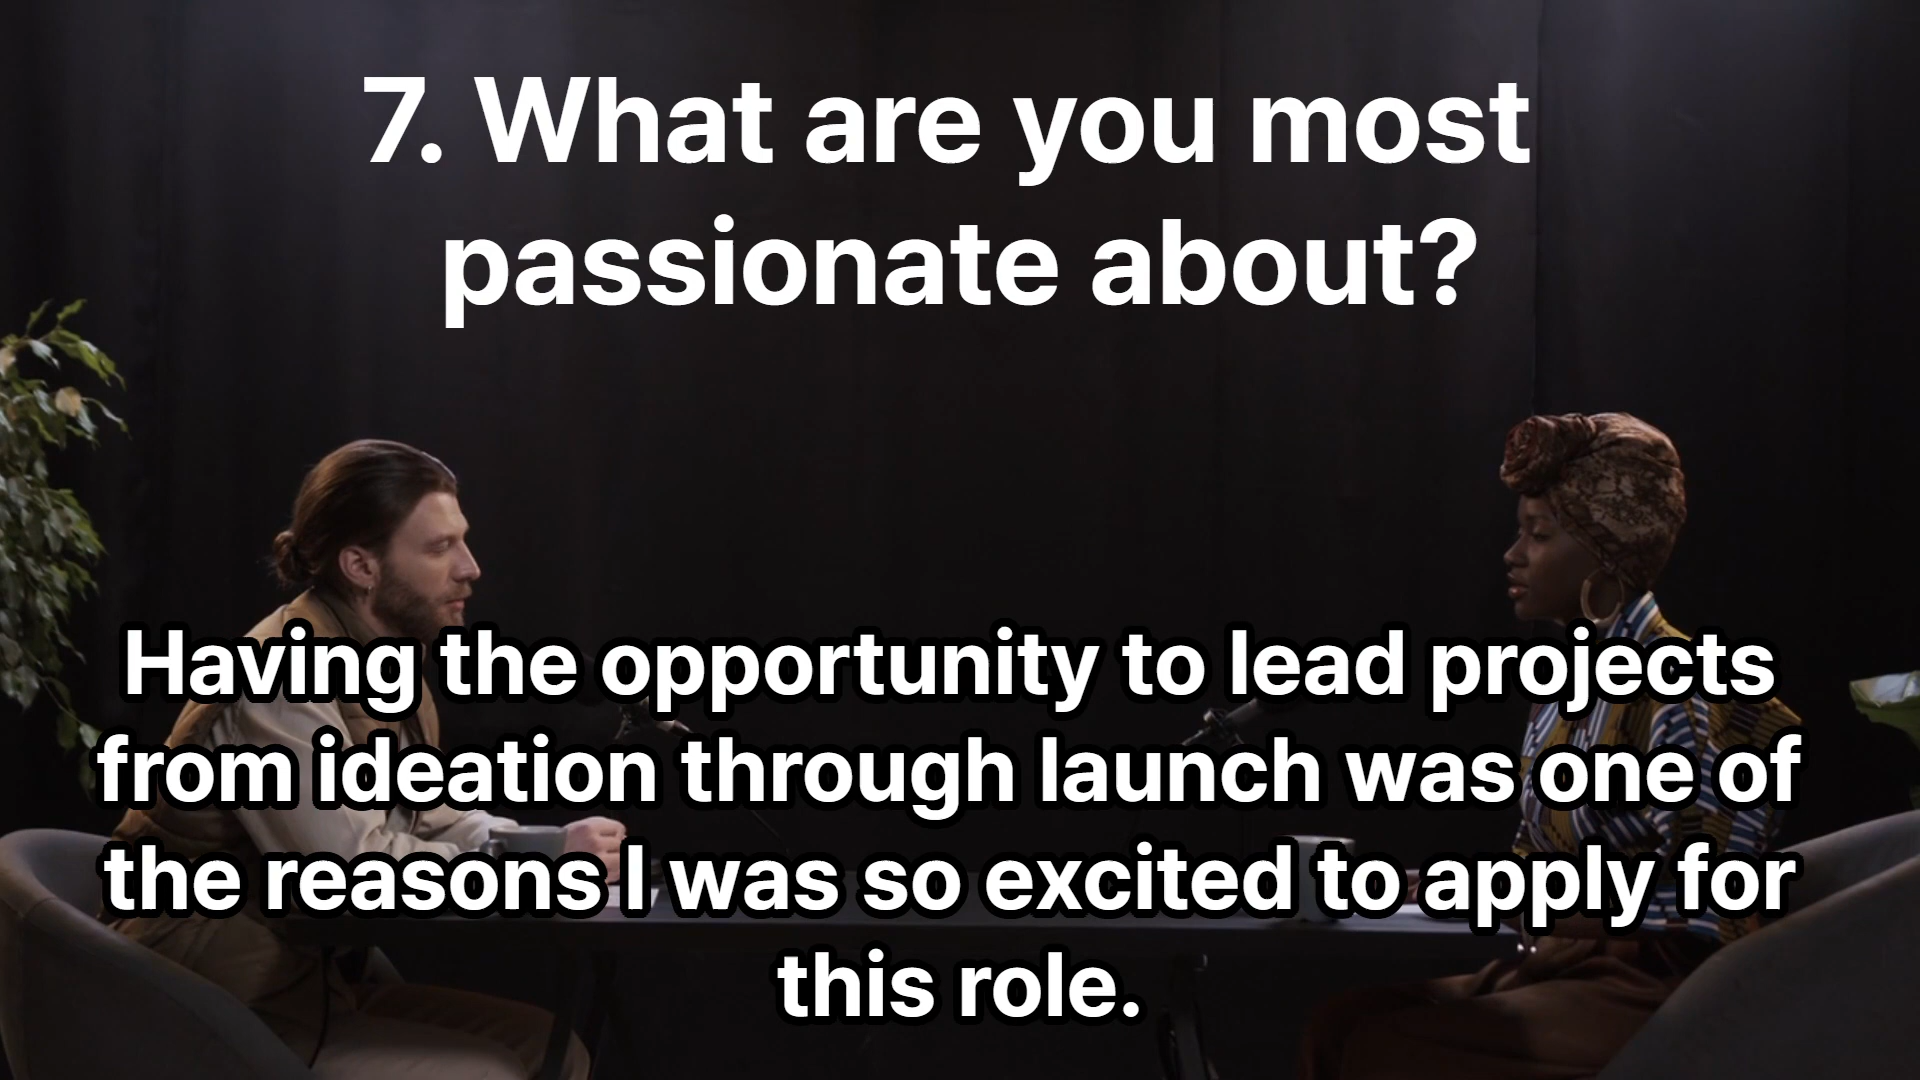 7. What are you most
passionate about?
Having the opportunity to lead projects
from ideation through launch was one of
the reasons I was so excited to apply for
this role.